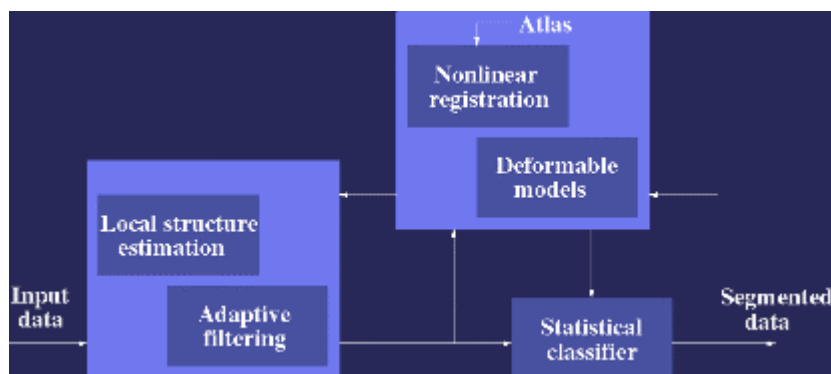 Atlas
Nonlinear
registration
Deformable
models
Local structure
estimation
Adaptive
filtering
Input
data
Statistical
classifier
Segmented
data